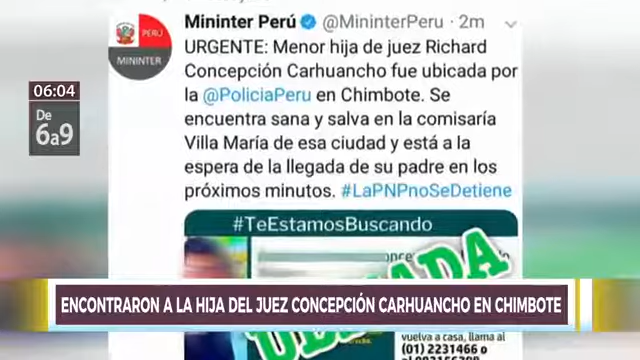 Mininter Perú @MininterPeru · 2m
PERÚ
MININTER
URGENTE: Menor hija de juez Richard
Concepción Carhuancho fue ubicada por
la @PoliciaPeru en Chimbote. Se
encuentra sana y salva en la comisaría
Villa María de esa ciudad y está a
la espera de la llegada de su padre en los
próximos minutos. #LaPNPnoSeDetiene
06:04
De
6a9
#TeEstamosBuscando
UBICADA
ENCONTRARON A LA HIJA DEL JUEZ CONCEPCIÓN CARHUANCHO EN CHIMBOTE
vuelva a casa, llama al
(01) 2231466 o